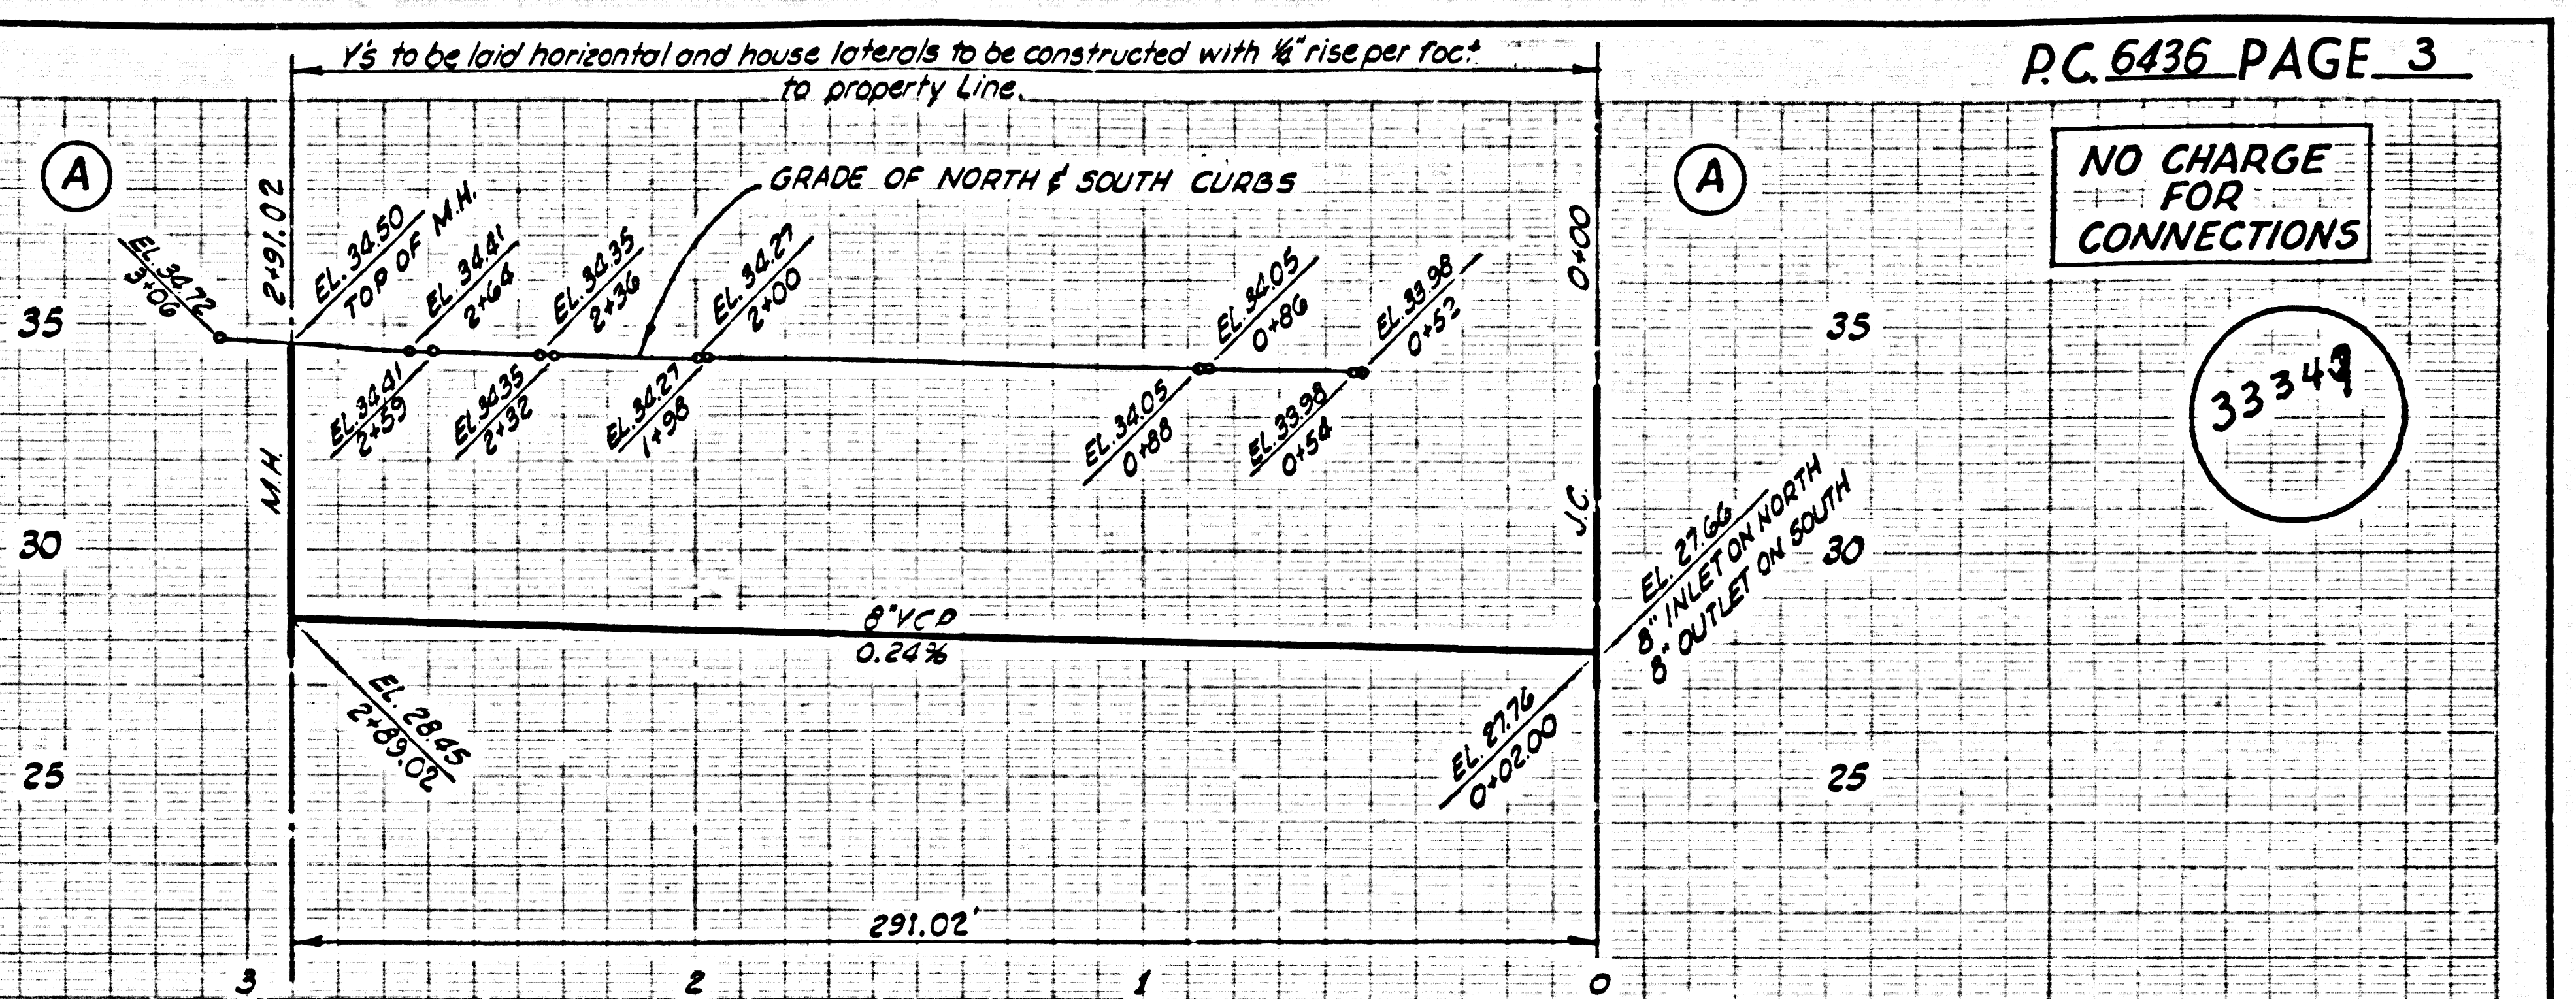 Y's to be laid horizontal and house laterals to be constructed with ¼" rise per foot
to property Line.
P.C. 6436 PAGE 3
A
A
NO CHARGE
FOR
CONNECTIONS
GRADE OF NORTH & SOUTH CURBS
2+91.02
0+00
EL. 34.72
3+06
EL. 34.50
TOP OF M.H.
EL. 34.41
2+64
EL. 34.35
2+36
EL. 34.27
2+00
EL. 34.05
0+86
EL. 33.98
0+52
35
35
EL. 34.41
2+59
EL. 34.35
2+32
EL. 34.27
1+98
EL. 34.05
0+88
EL. 33.98
0+54
M.H.
J.C.
30
30
EL. 27.66
8" INLET ON NORTH
8" OUTLET ON SOUTH
8" VCP
0.24%
EL. 28.45
2+89.02
EL. 27.76
0+02.00
25
25
291.02'
3
2
1
0